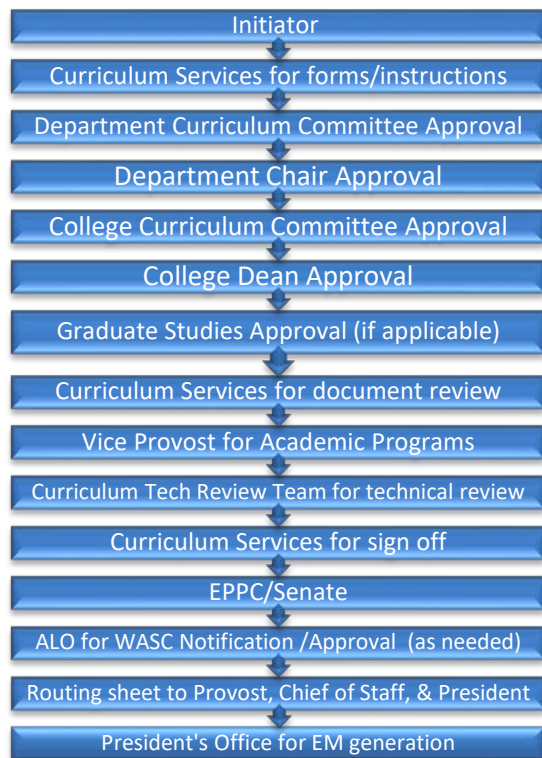 Initiator
Curriculum Services for forms/instructions
Department Curriculum Committee Approval
Department Chair Approval
College Curriculum Committee Approval
College Dean Approval
Graduate Studies Approval (if applicable)
Curriculum Services for document review
Vice Provost for Academic Programs
Curriculum Tech Review Team for technical review
Curriculum Services for sign off
EPPC/Senate
ALO for WASC Notification /Approval (as needed)
Routing sheet to Provost, Chief of Staff, & President
President's Office for EM generation